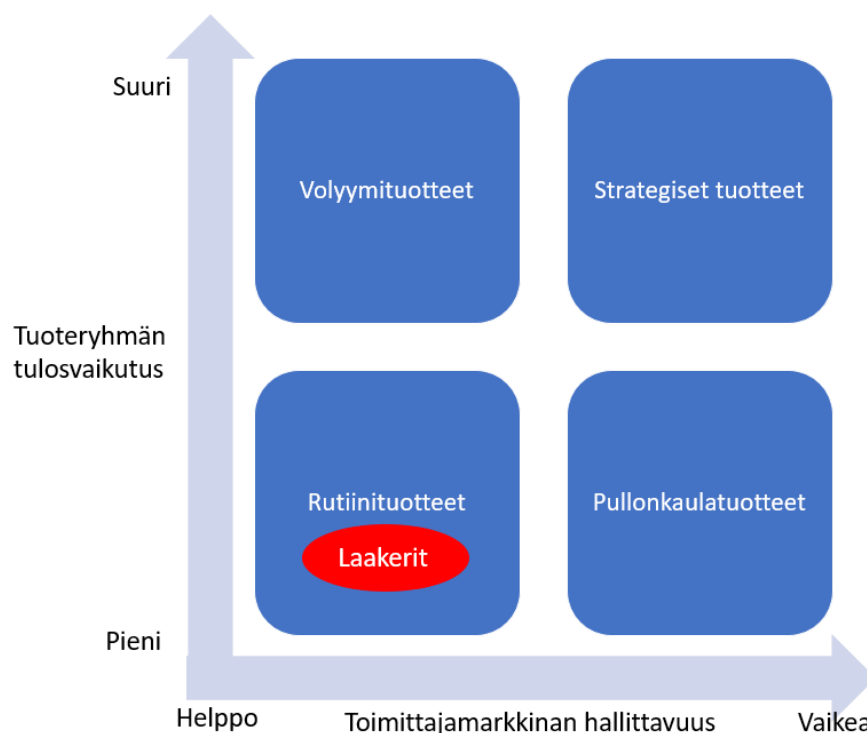 Suuri
Volyymituotteet
Strategiset tuotteet
Tuoteryhmän
tulosvaikutus
Rutiinituotteet
Pullonkaulatuotteet
Laakerit
Pieni
Helppo
Toimittajamarkkinan hallittavuus
Vaikea